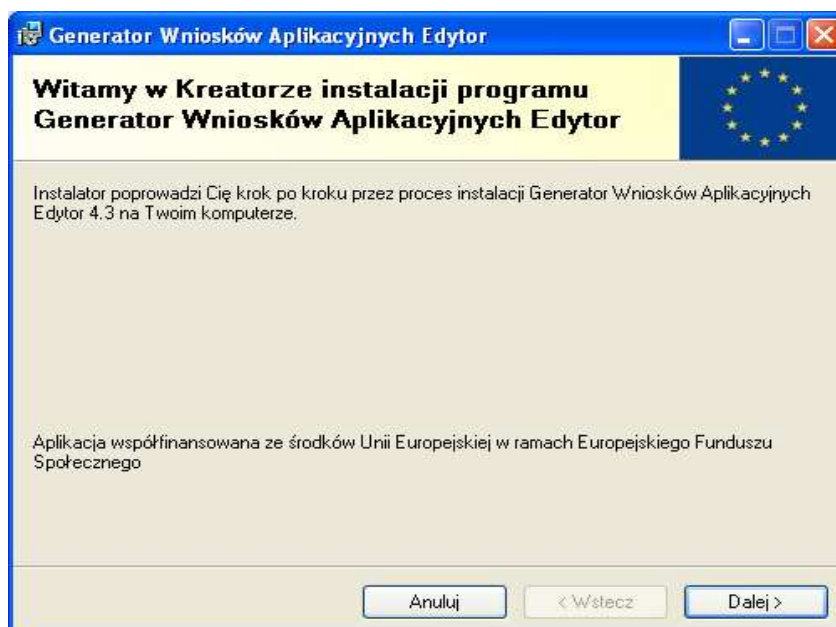 Generator Wniosków Aplikacyjnych Edytor
Witamy w Kreatorze instalacji programu
Generator Wniosków Aplikacyjnych Edytor
Instalator poprowadzi Cię krok po kroku przez proces instalacji Generator Wniosków Aplikacyjnych
Edytor 4.3 na Twoim komputerze.
Aplikacja współfinansowana ze środków Unii Europejskiej w ramach Europejskiego Funduszu
Społecznego
Anuluj < Wstecz Dalej >